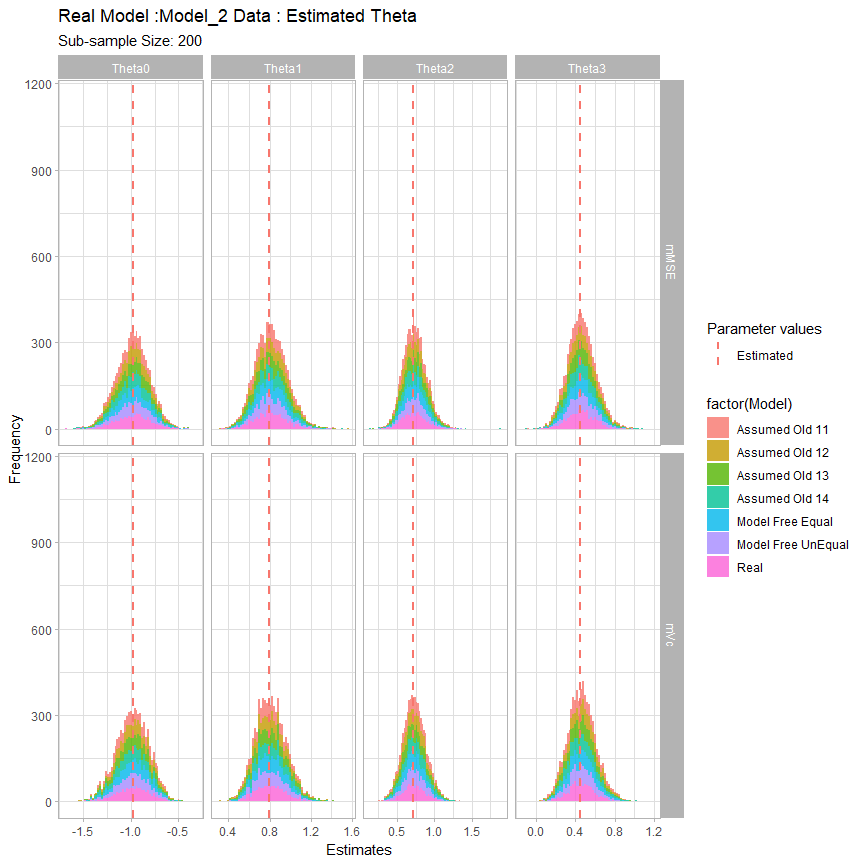 Real Model :Model_2 Data : Estimated Theta
Sub-sample Size: 200
Theta0 Theta1 Theta2 Theta3
1200
900
600
300
0
mMSE
1200
900
600
300
0
mVc
Frequency
-1.5 -1.0 -0.5 0.4 0.8 1.2 1.6 0.5 1.0 1.5 0.0 0.4 0.8 1.2
Estimates
Parameter values
Estimated
factor(Model)
Assumed Old 11
Assumed Old 12
Assumed Old 13
Assumed Old 14
Model Free Equal
Model Free UnEqual
Real